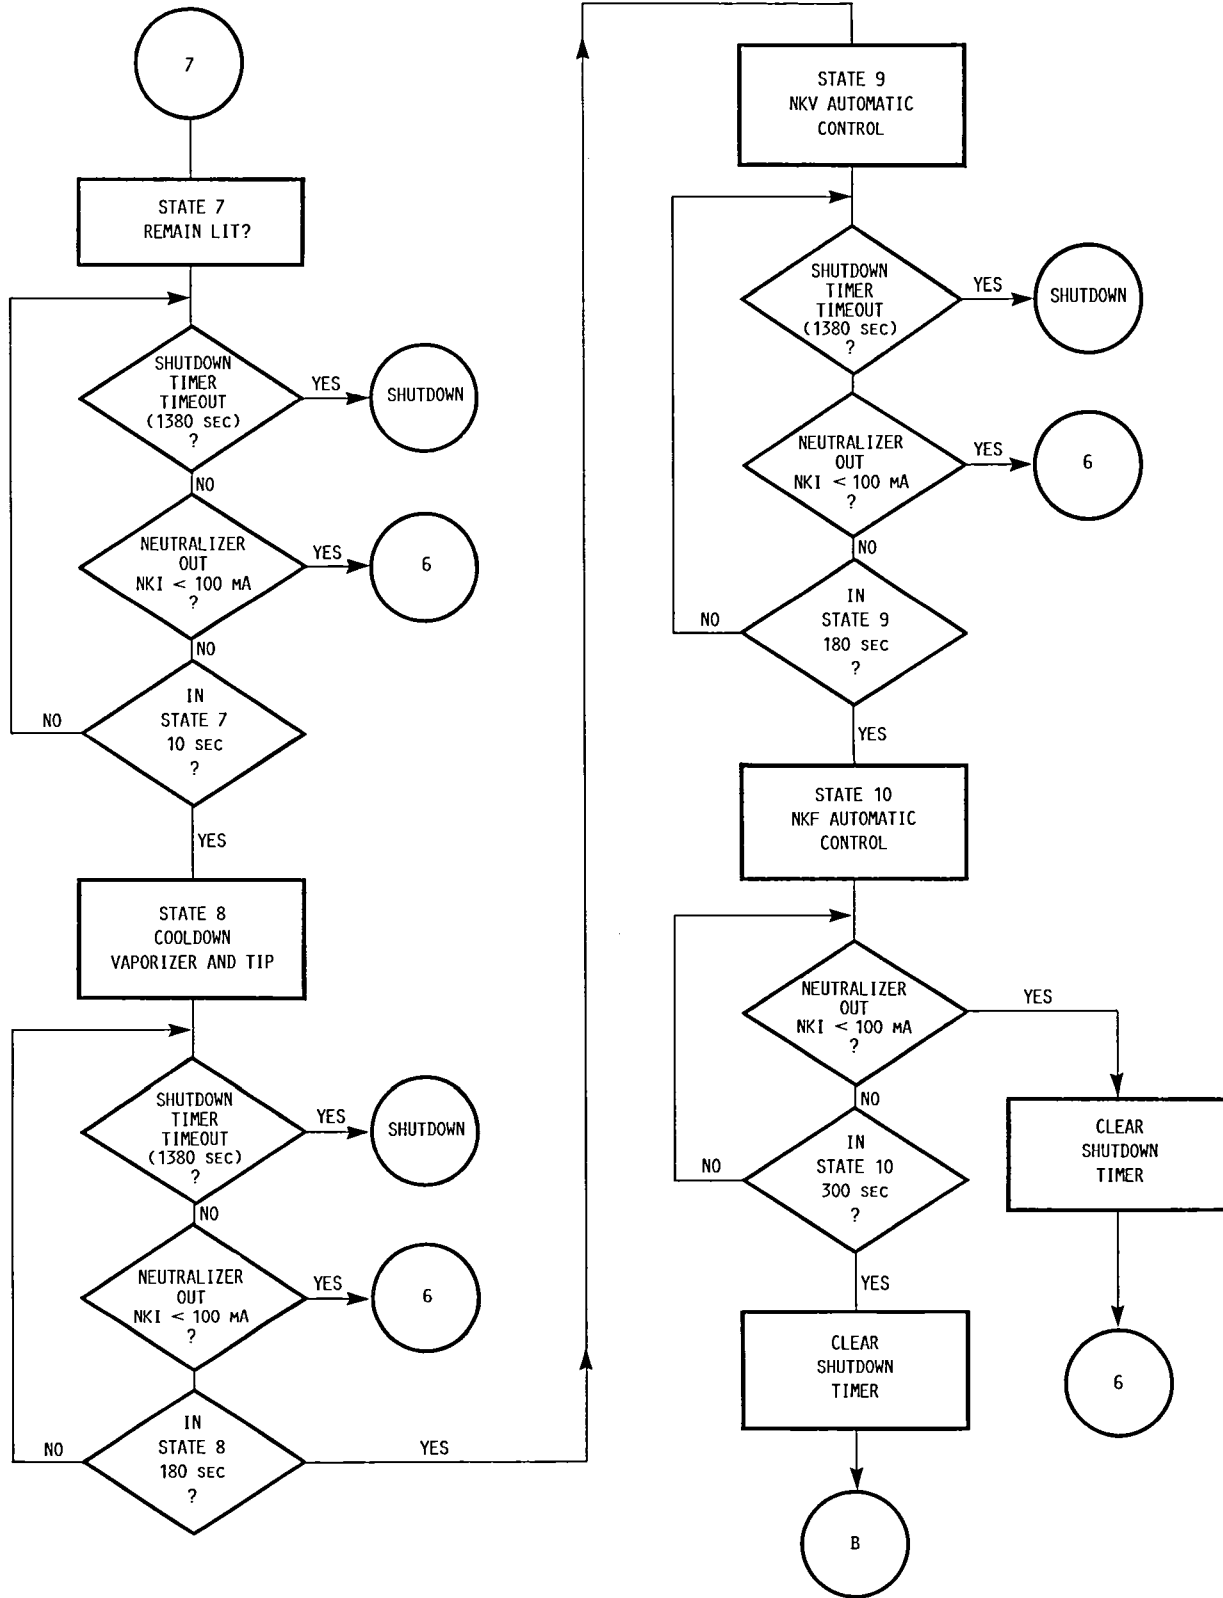 7
STATE 7
REMAIN LIT?
SHUTDOWN
TIMER
TIMEOUT
(1380 SEC)
?
YES
SHUTDOWN
NO
NEUTRALIZER
OUT
NKI < 100 MA
?
YES
6
NO
IN
STATE 7
10 SEC
?
NO
YES
STATE 8
COOLDOWN
VAPORIZER AND TIP
SHUTDOWN
TIMER
TIMEOUT
(1380 SEC)
?
YES
SHUTDOWN
NO
NEUTRALIZER
OUT
NKI < 100 MA
?
YES
6
IN
STATE 8
180 SEC
?
NO
YES
STATE 9
NKV AUTOMATIC
CONTROL
SHUTDOWN
TIMER
TIMEOUT
(1380 SEC)
?
YES
SHUTDOWN
NEUTRALIZER
OUT
NKI < 100 MA
?
YES
6
NO
IN
STATE 9
180 SEC
?
NO
YES
STATE 10
NKF AUTOMATIC
CONTROL
NEUTRALIZER
OUT
NKI < 100 MA
?
YES
NO
CLEAR
SHUTDOWN
TIMER
6
IN
STATE 10
300 SEC
?
NO
YES
CLEAR
SHUTDOWN
TIMER
B